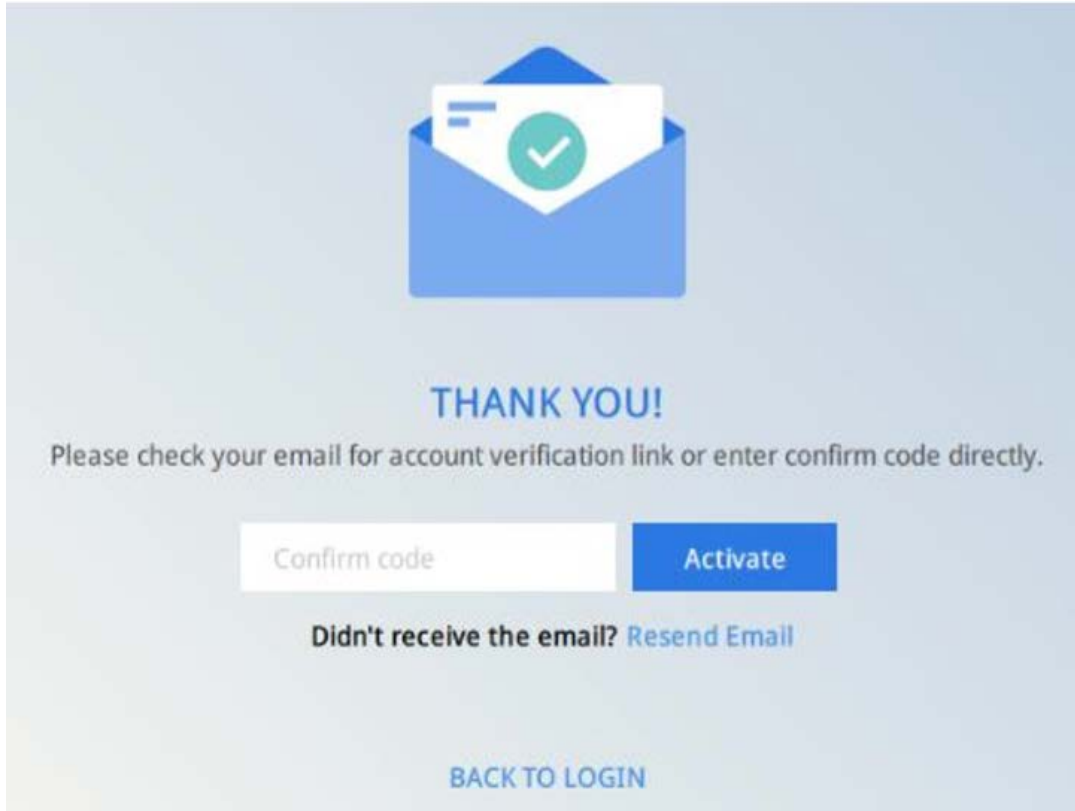 THANK YOU!
Please check your email for account verification link or enter confirm code directly.
Confirm code
Activate
Didn't receive the email? Resend Email
BACK TO LOGIN